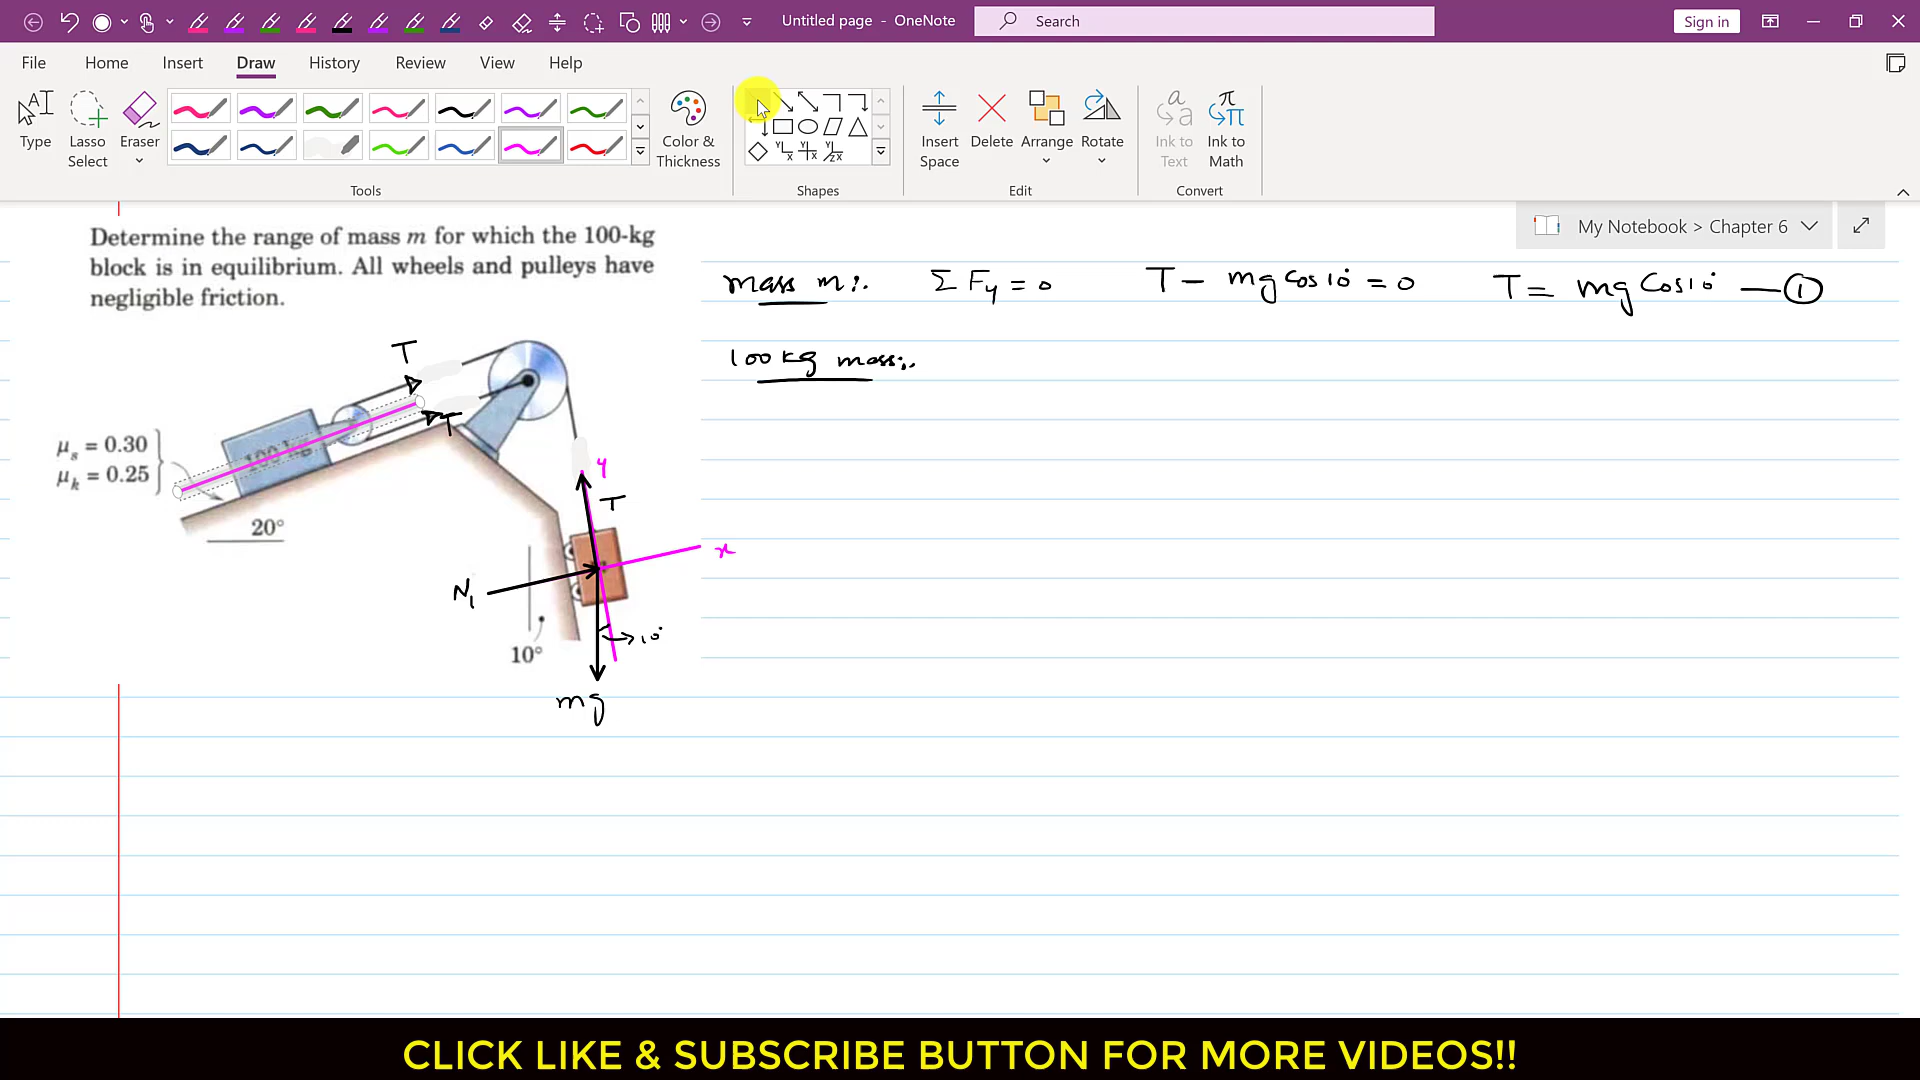 Untitled page - OneNote
Search
Sign in
File Home Insert Draw History Review View Help
Type
Lasso Select
Eraser
Color & Thickness
Insert Space
Delete
Arrange
Rotate
Ink to Text
Ink to Math
Tools
Shapes
Edit
Convert
My Notebook > Chapter 6
Determine the range of mass m for which the 100-kg
block is in equilibrium. All wheels and pulleys have
negligible friction.
mass m:. ΣFy = 0 T - mg Cos10° = 0 T = mg Cos10° — ①
100 kg mass:.
T
T
100 kg
μs = 0.30
μk = 0.25
20°
y
T
x
N1
10°
10°
mg
CLICK LIKE & SUBSCRIBE BUTTON FOR MORE VIDEOS!!